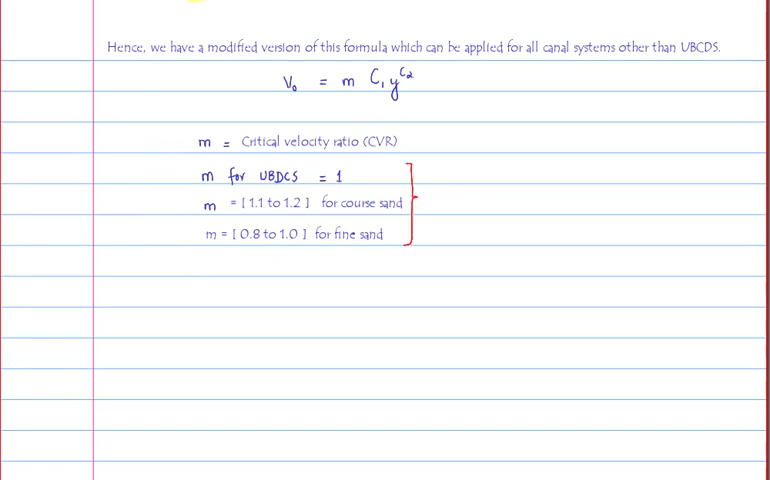 Hence, we have a modified version of this formula which can be applied for all canal systems other than UBCDS.
V₀ = m C₁ y^C₂
m = Critical velocity ratio (CVR)
m for UBDCS = 1
m = [ 1.1 to 1.2 ] for course sand
m = [ 0.8 to 1.0 ] for fine sand